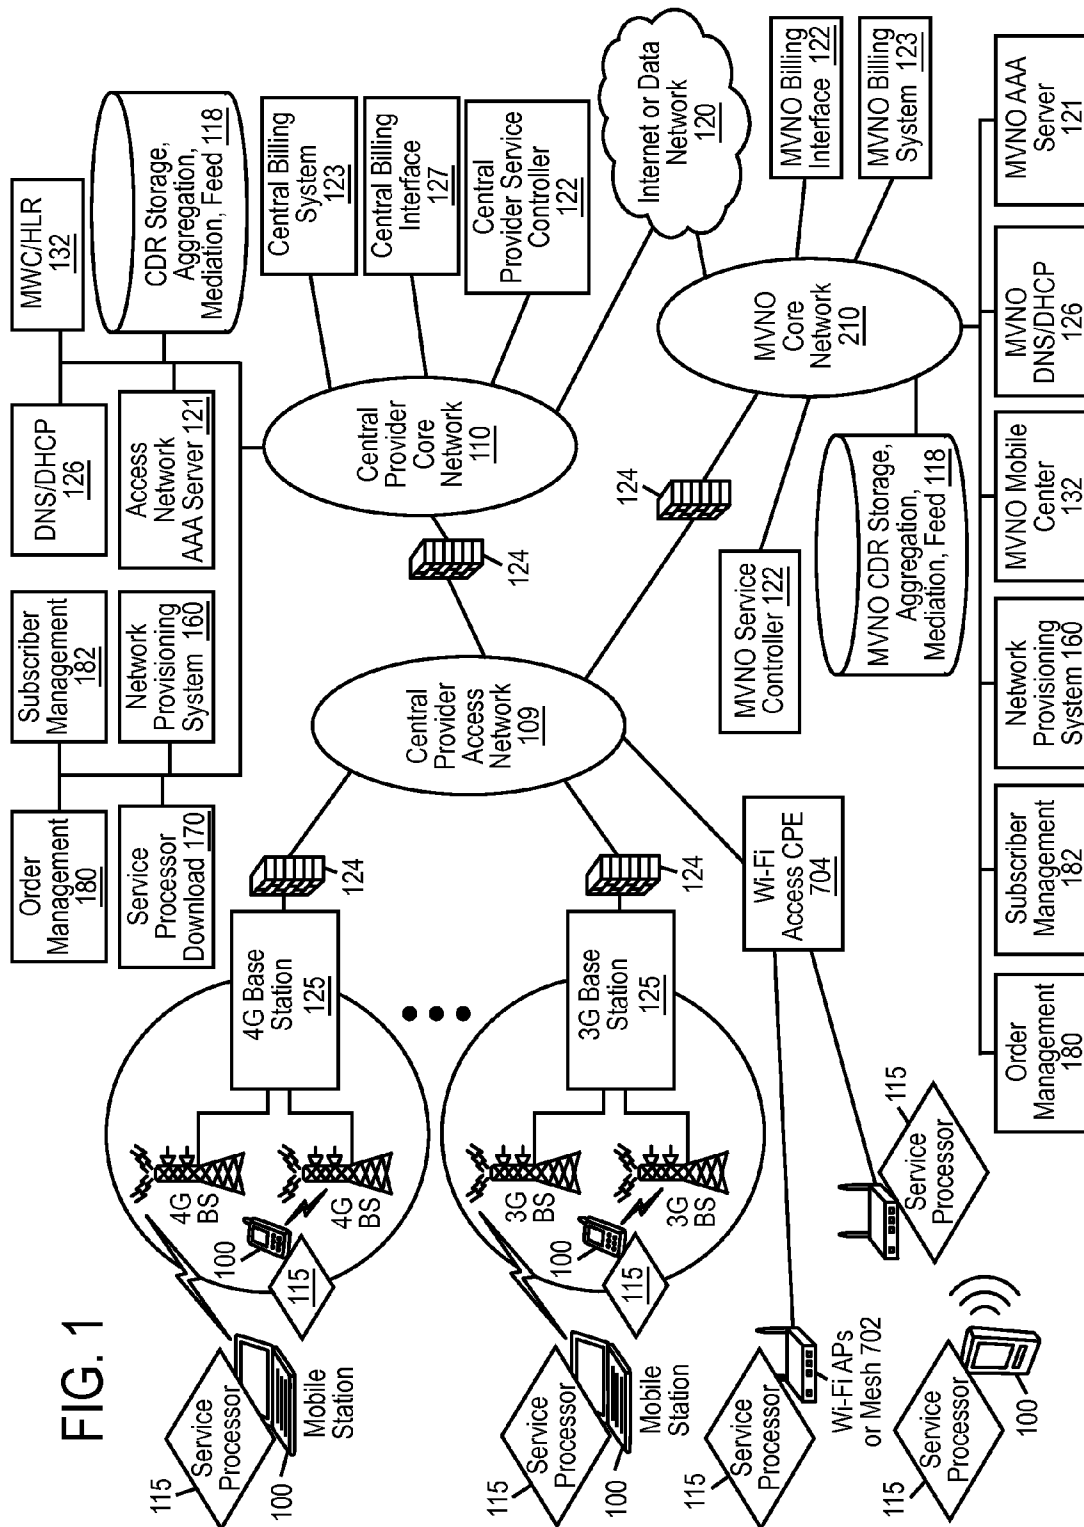 FIG. 1
Order
Management
180
Subscriber
Management
182
Service
Processor
Download 170
Network
Provisioning
System 160
DNS/DHCP
126
MWC/HLR
132
Access
Network
AAA Server 121
CDR Storage,
Aggregation,
Mediation, Feed 118
115
Service
Processor
100
Mobile
Station
4G
BS
4G
BS
100
115
4G Base
Station
125
124
Central
Provider
Access
Network
109
124
Central
Provider
Core
Network
110
Central Billing
System
123
Central Billing
Interface
127
Central
Provider Service
Controller
122
115
Service
Processor
100
Mobile
Station
3G
BS
3G
BS
100
115
3G Base
Station
125
124
124
Internet or Data
Network
120
115
Service
Processor
Wi-Fi APs
or Mesh 702
Wi-Fi
Access CPE
704
MVNO Service
Controller 122
MVNO
Core
Network
210
MVNO Billing
Interface 122
MVNO Billing
System 123
115
Service
Processor
100
115
Service
Processor
MVNO CDR Storage,
Aggregation,
Mediation, Feed 118
Order
Management
180
Subscriber
Management
182
Network
Provisioning
System 160
MVNO Mobile
Center
132
MVNO
DNS/DHCP
126
MVNO AAA
Server
121